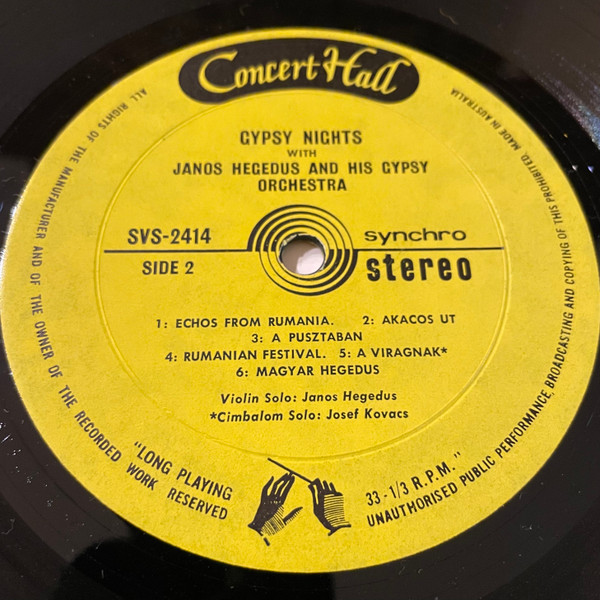 Concert Hall
GYPSY NIGHTS
WITH
JANOS HEGEDUS AND HIS GYPSY
ORCHESTRA
SVS-2414
synchro
SIDE 2
stereo
1: ECHOS FROM RUMANIA. 2: AKACOS UT
3: A PUSZTABAN
4: RUMANIAN FESTIVAL. 5: A VIRAGNAK*
6: MAGYAR HEGEDUS
Violin Solo: Janos Hegedus
*Cimbalom Solo: Josef Kovacs
"LONG PLAYING
33-1/3 R.P.M."
ALL RIGHTS OF THE MANUFACTURER AND OF THE OWNER OF THE RECORDED WORK RESERVED
UNAUTHORISED PUBLIC PERFORMANCE, BROADCASTING AND COPYING OF THIS PROHIBITED. MADE IN AUSTRALIA